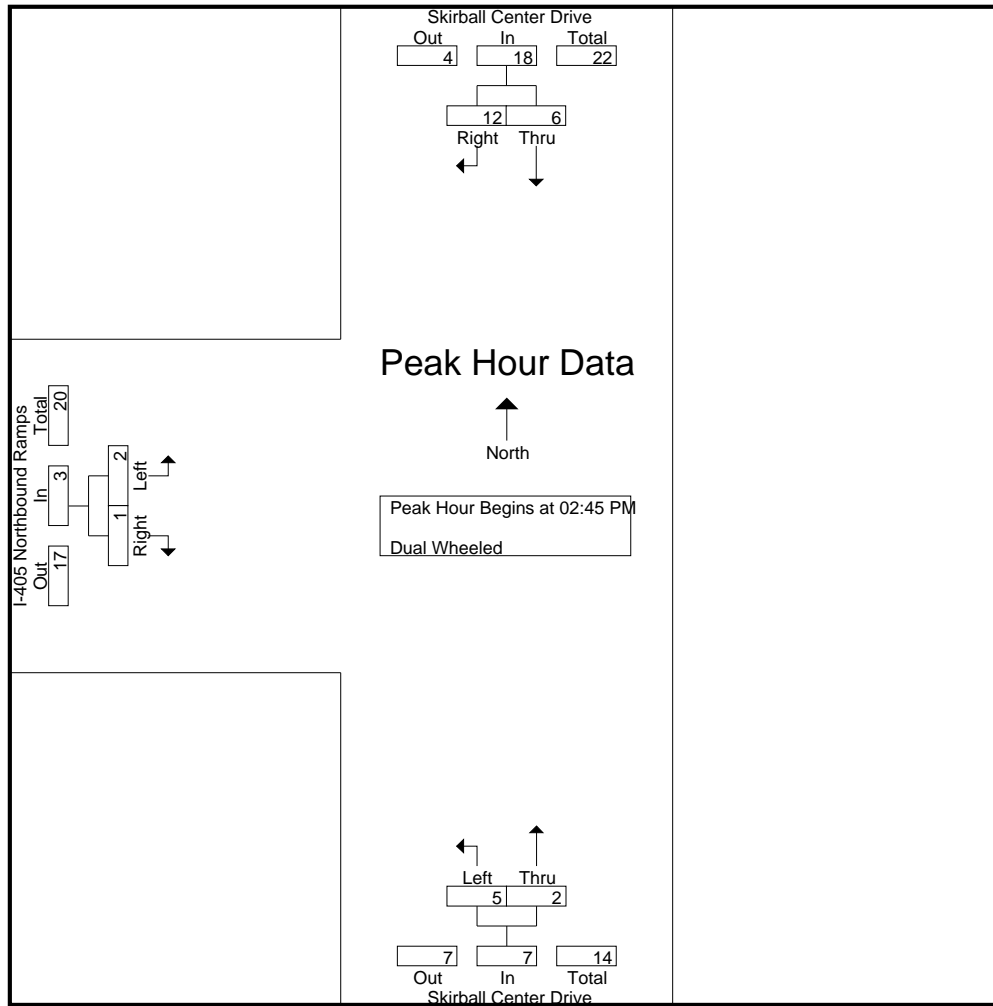 Skirball Center Drive
Out In Total
4 18 22
12 6
Right Thru
Peak Hour Data
North
Peak Hour Begins at 02:45 PM
Dual Wheeled
I-405 Northbound Ramps
Out In Total
17 3 20
1 2
Right Left
Left Thru
5 2
7 7 14
Out In Total
Skirball Center Drive